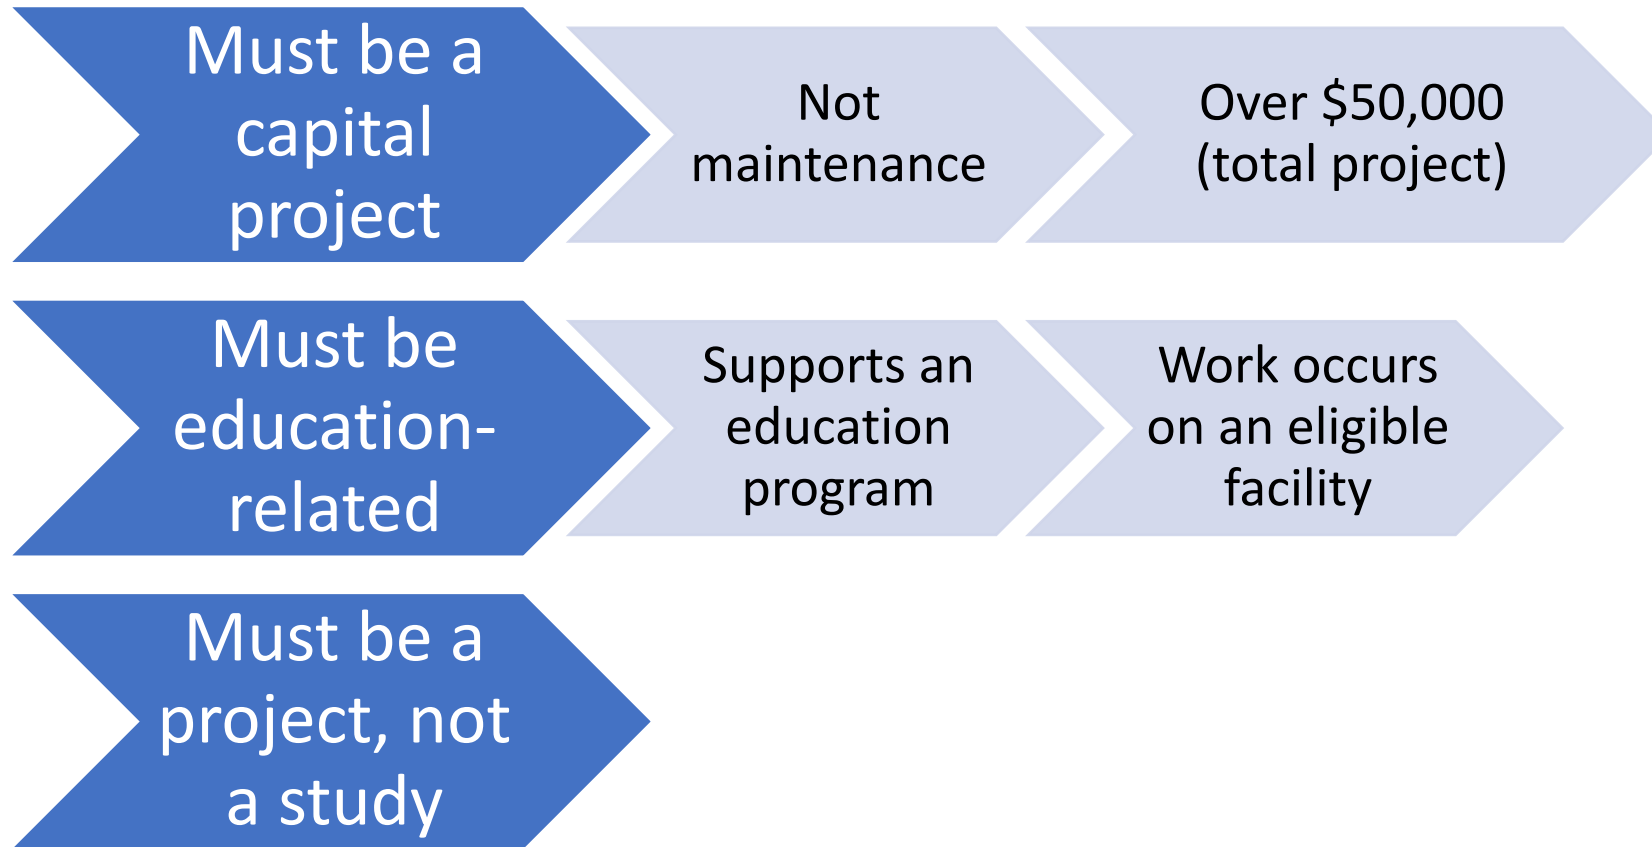 Must be a
capital
project
Not
maintenance
Over $50,000
(total project)
Must be
education-
related
Supports an
education
program
Work occurs
on an eligible
facility
Must be a
project, not
a study